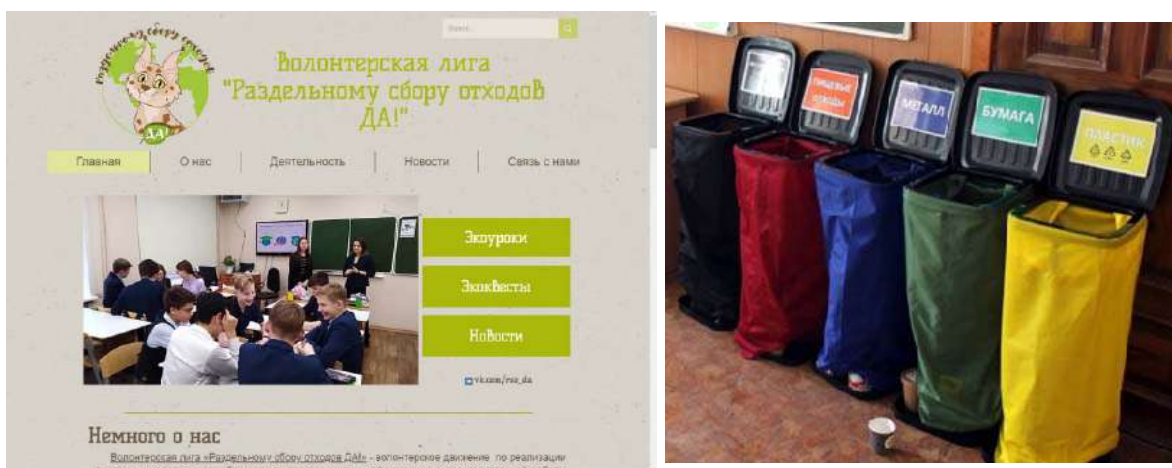 раздельному сбору отходов
ДА!
Поиск...
Волонтерская лига
"Раздельному сбору отходов
ДА!"
Главная
О нас
Деятельность
Новости
Связь с нами
Экоуроки
Экоквесты
Новости
vk.com/rso_da
Немного о нас
Волонтерская лига «Раздельному сбору отходов ДА!» - волонтерское движение по реализации
ПИЩЕВЫЕ
ОТХОДЫ
МЕТАЛЛ
БУМАГА
ПЛАСТИК